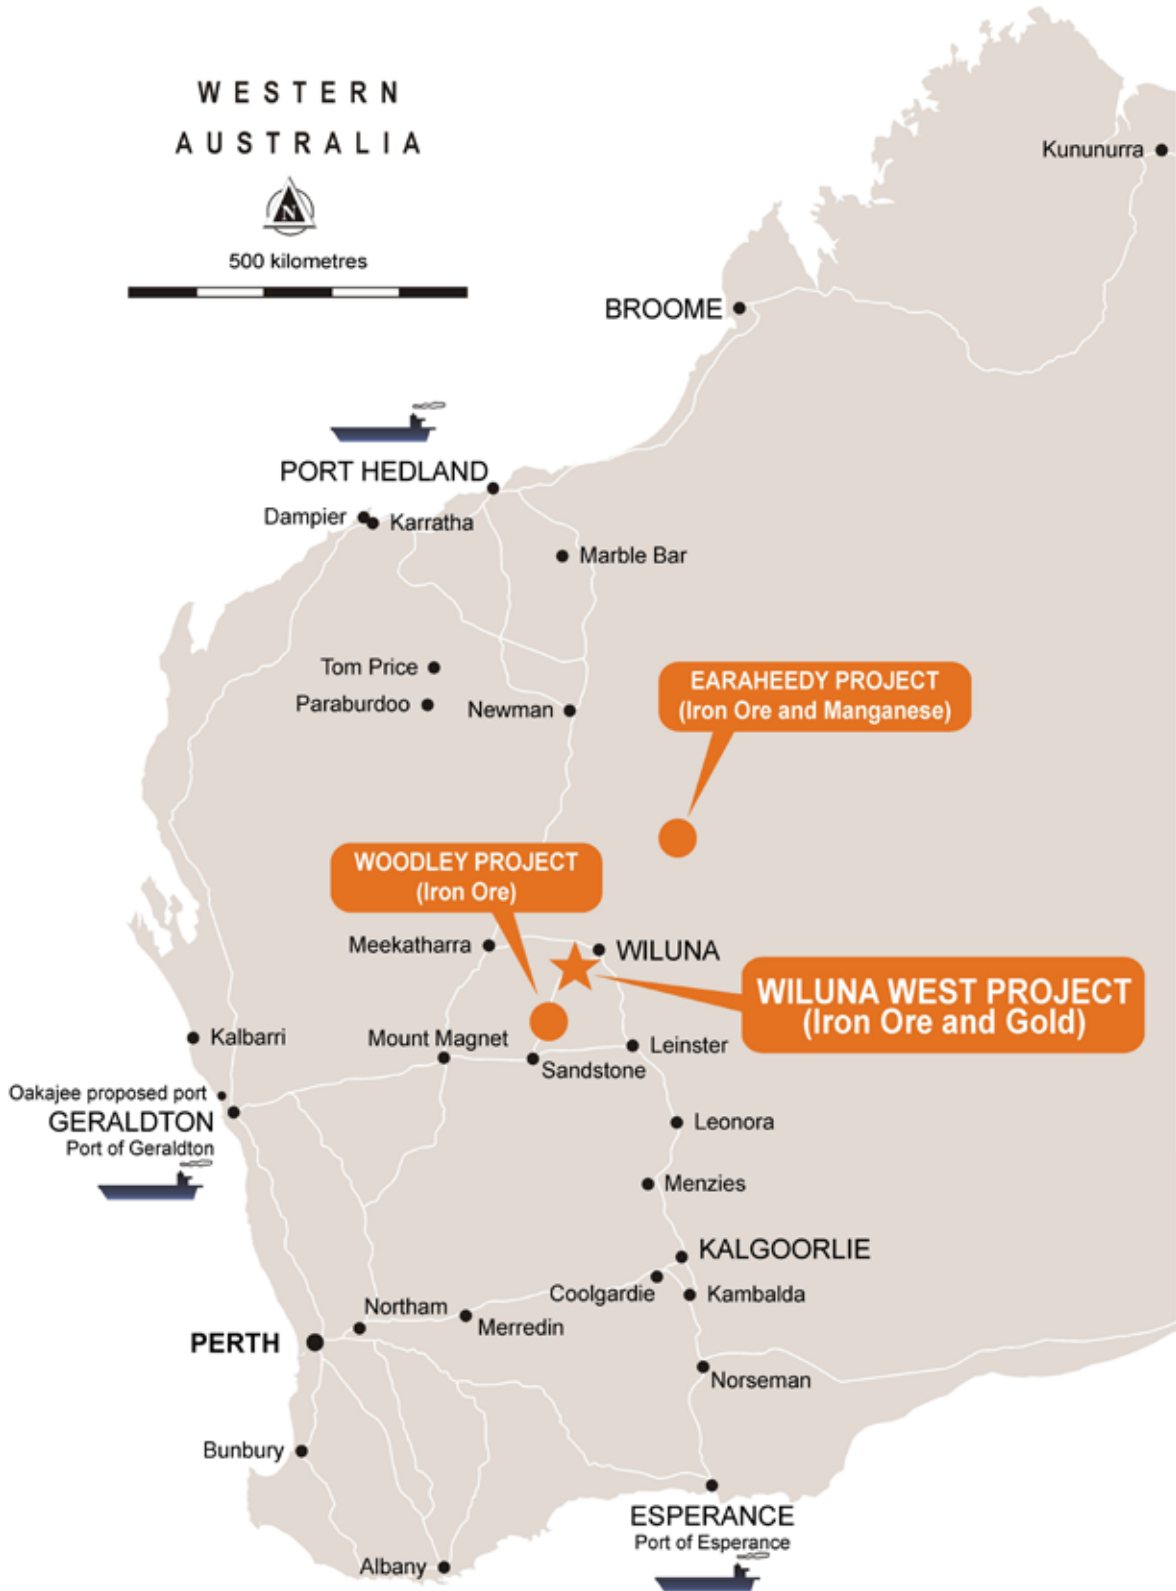 WESTERN
AUSTRALIA
N
500 kilometres
Kununurra
BROOME
PORT HEDLAND
Dampier
Karratha
Marble Bar
Tom Price
Paraburdoo
Newman
EARAHEEDY PROJECT
(Iron Ore and Manganese)
WOODLEY PROJECT
(Iron Ore)
Meekatharra
WILUNA
WILUNA WEST PROJECT
(Iron Ore and Gold)
Kalbarri
Mount Magnet
Sandstone
Leinster
Oakajee proposed port
GERALDTON
Port of Geraldton
Leonora
Menzies
KALGOORLIE
Coolgardie
Kambalda
Northam
Merredin
PERTH
Norseman
Bunbury
ESPERANCE
Port of Esperance
Albany